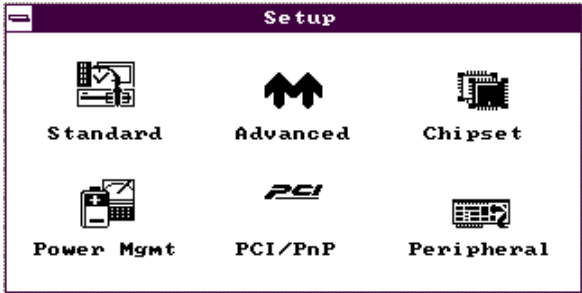 Setup
Standard Advanced Chipset
PCI
Power Mgmt PCI/PnP Peripheral